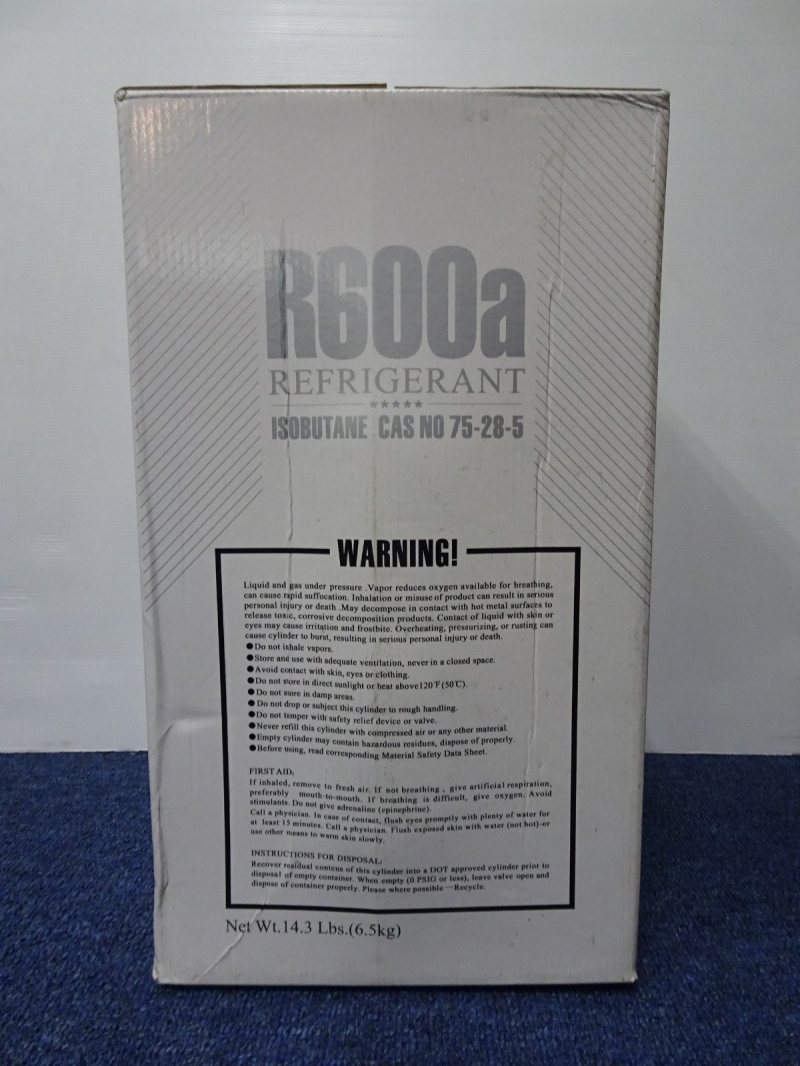 R600a
REFRIGERANT
ISOBUTANE CAS NO 75-28-5
WARNING!
Liquid and gas under pressure .Vapor reduces oxygen available for breathing,
can cause rapid suffocation. Inhalation or misuse of product can result in serious
personal injury or death .May decompose in contact with hot metal surfaces to
release toxic, corrosive decomposition products. Contact of liquid with skin or
eyes may cause irritation and frostbite. Overheating, pressurizing, or rusting can
cause cylinder to burst, resulting in serious personal injury or death.
●Do not ishale vapors.
●Store and use with adequate ventilation, never in a closed space.
●Avoid contact with skin, eyes or clothing.
●Do not store in direct sunlight or heat above120°F(50℃).
●Do not store in damp areas.
●Do not drop or subject this cylinder to rough handling.
●Do not temper with safety relief device or valve.
●Never refill this cylinder with compressed air or any other material.
●Empty cylinder may contain hazardous residues, dispose of properly.
●Before using, read corresponding Material Safety Data Sheet.
FIRST AID:
If inhaled, remove to fresh air. If not breathing , give artificial respiration,
preferably mouth-to-mouth. If breathing is difficult, give oxygen. Avoid
stimulants. Do not give adrenaline (epinephrine).
Call a physician. In case of contact, flush eyes promptly with plenty of water for
at least 15 minutes. Call a physician. Flush exposed skin with water (not hot)-or
use other means to warm skin slowly.
INSTRUCTIONS FOR DISPOSAL:
Recover residual contens of this cylinder into a DOT approved cylinder prior to
disposal of empty container. When empty (0 PSIG or less), leave valve open and
dispose of container properly. Please where possible ···Recycle.
Net Wt.14.3 Lbs.(6.5kg)